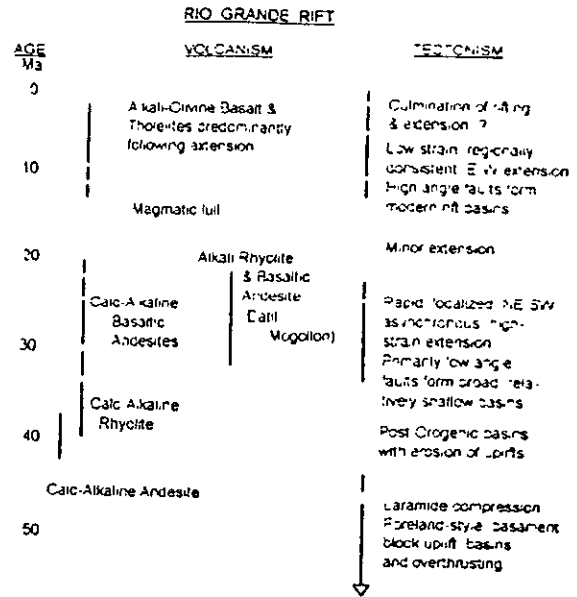 RIO GRANDE RIFT
AGE
Ma
VOLCANISM
TECTONISM
0
Alkali-Olivine Basalt &
Tholeiites predominantly
following extension
Culmination of rifting
& extension ?
10
Low strain, regionally
consistent E-W extension
High angle faults form
modern rift basins
Magmatic lull
20
Minor extension
Alkali Rhyolite
& Basaltic
Andesite
(Datil
Mogollon)
Calc-Alkaline
Basaltic
Andesites
30
Rapid, localized NE-SW
asynchronous, high-
strain extension
Primarily low angle
faults form broad, rela-
tively shallow basins
Calc-Alkaline
Rhyolite
40
Post Orogenic basins
with erosion of uplifts
Calc-Alkaline Andesite
50
Laramide compression
Foreland-style, basement
block uplift, basins
and overthrusting